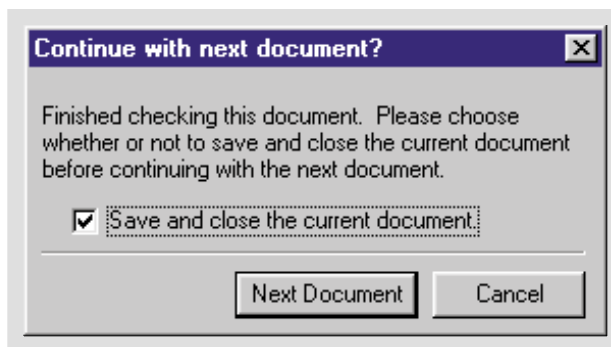 Continue with next document?
Finished checking this document.  Please choose
whether or not to save and close the current document
before continuing with the next document.
Save and close the current document.
Next Document
Cancel